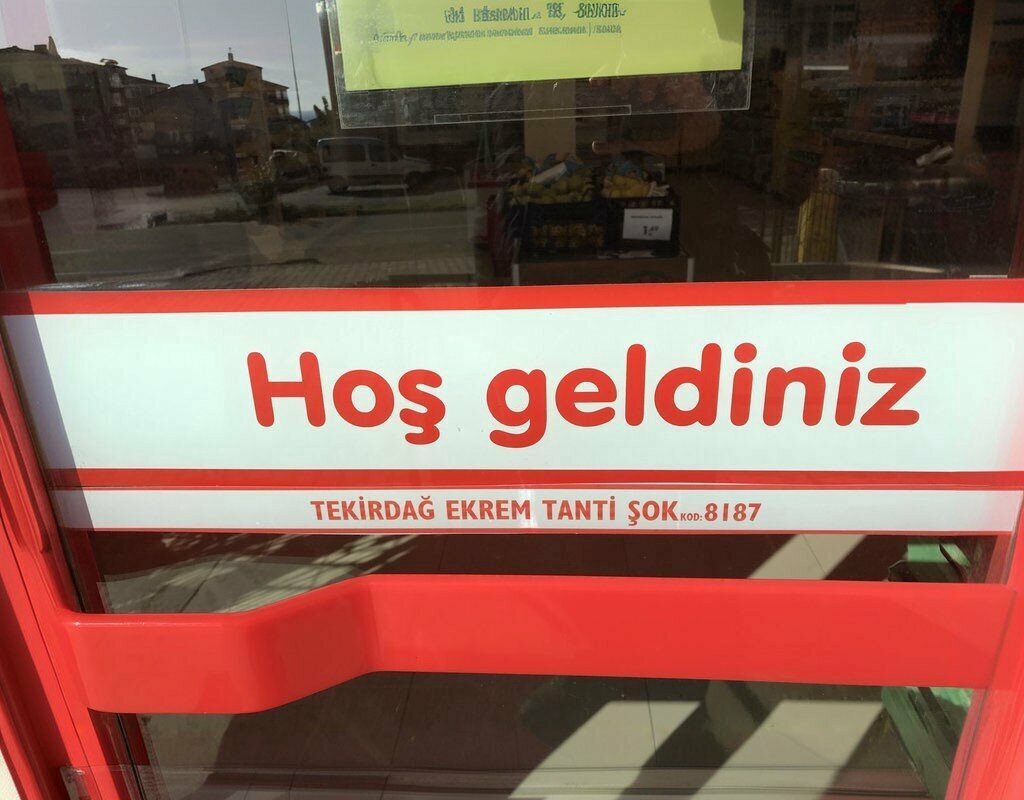 Hoş geldiniz
TEKİRDAĞ EKREM TANTİ ŞOK KOD:8187